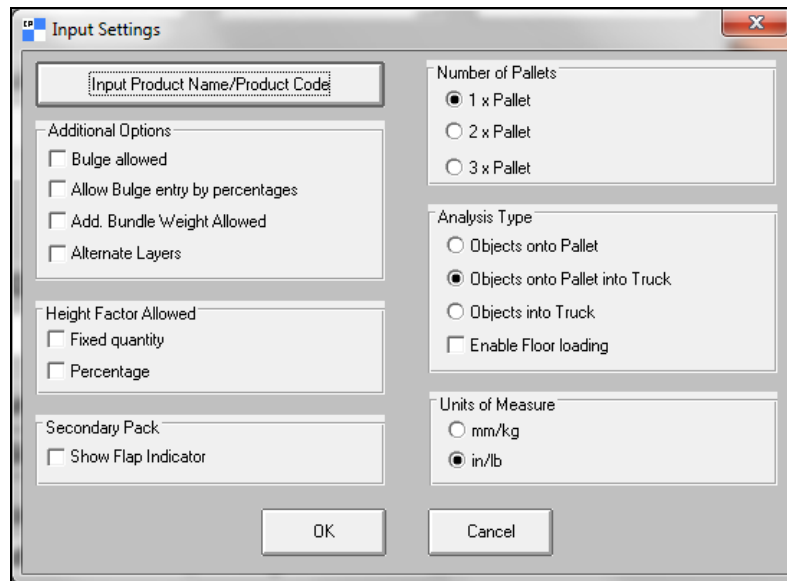 CP
Input Settings
Input Product Name/Product Code
Additional Options
Bulge allowed
Allow Bulge entry by percentages
Add. Bundle Weight Allowed
Alternate Layers
Height Factor Allowed
Fixed quantity
Percentage
Secondary Pack
Show Flap Indicator
Number of Pallets
1 x Pallet
2 x Pallet
3 x Pallet
Analysis Type
Objects onto Pallet
Objects onto Pallet into Truck
Objects into Truck
Enable Floor loading
Units of Measure
mm/kg
in/lb
OK
Cancel